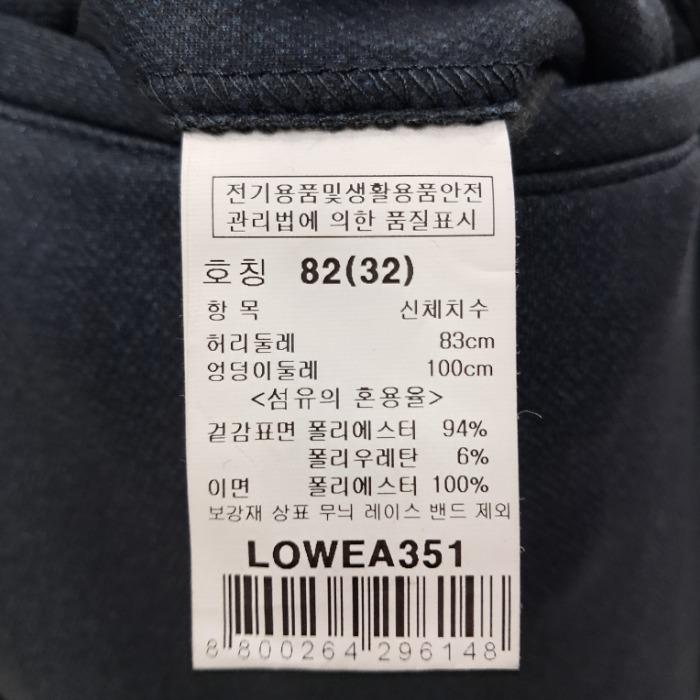 전기용품및생활용품안전
관리법에 의한 품질표시
호칭 82(32)
항 목 신체치수
허리둘레 83cm
엉덩이둘레 100cm
<섬유의 혼용율>
겉감표면 폴리에스터 94%
폴리우레탄 6%
이면 폴리에스터 100%
보강재 상표 무늬 레이스 밴드 제외
LOWEA351
8 800264 296148